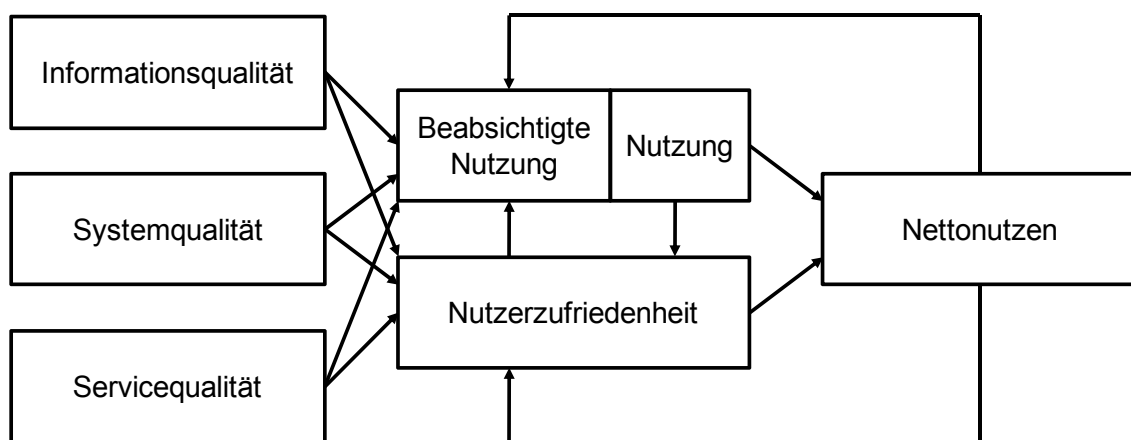 Informationsqualität
Beabsichtigte
Nutzung
Nutzung
Systemqualität
Nettonutzen
Nutzerzufriedenheit
Servicequalität